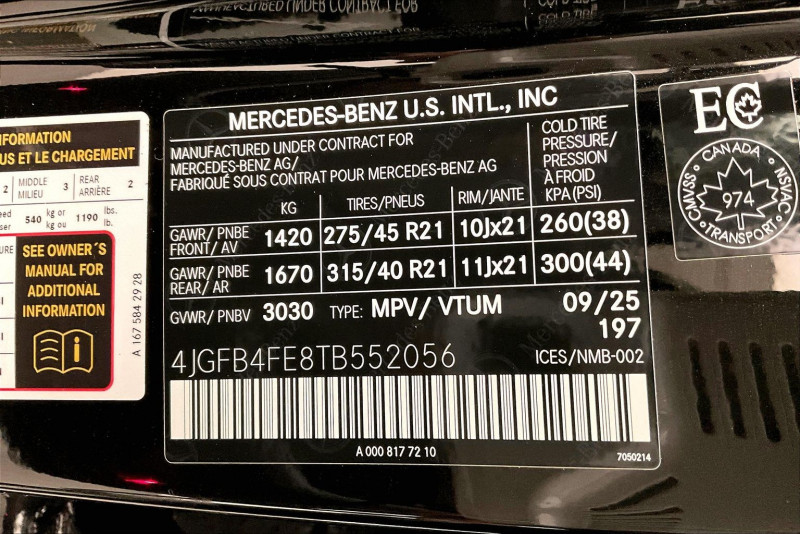 NFORMATION
US ET LE CHARGEMENT
2 MIDDLE MILIEU 3 REAR ARRIÈRE 2
540 kg or kg ou 1190 lbs. lb.
SEE OWNER´S
MANUAL FOR
ADDITIONAL
INFORMATION
A 167 584 29 28
MERCEDES-BENZ U.S. INTL., INC
MANUFACTURED UNDER CONTRACT FOR
MERCEDES-BENZ AG/
FABRIQUÉ SOUS CONTRAT POUR MERCEDES-BENZ AG
COLD TIRE
PRESSURE/
PRESSION
À FROID
KPA(PSI)
KG TIRES/PNEUS RIM/JANTE
GAWR/ PNBE
FRONT/ AV 1420 275/45 R21 10Jx21 260(38)
GAWR/ PNBE
REAR/ AR 1670 315/40 R21 11Jx21 300(44)
GVWR/ PNBV 3030 TYPE: MPV/ VTUM 09/25
197
4JGFB4FE8TB552056 ICES/NMB-002
A 000 817 72 10
7050214
EC
CANADA
CMVSS
NSVAC
974
TRANSPORT